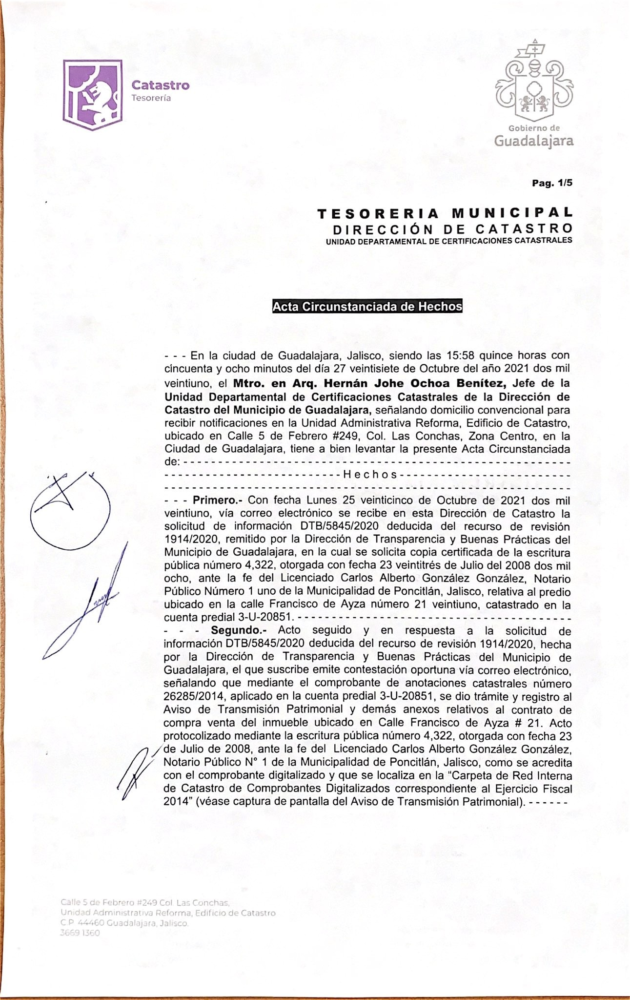 Catastro
Tesorería
Gobierno de
Guadalajara
Pag. 1/5
TESORERIA MUNICIPAL
DIRECCIÓN DE CATASTRO
UNIDAD DEPARTAMENTAL DE CERTIFICACIONES CATASTRALES
Acta Circunstanciada de Hechos
- - - En la ciudad de Guadalajara, Jalisco, siendo las 15:58 quince horas con
cincuenta y ocho minutos del día 27 veintisiete de Octubre del año 2021 dos mil
veintiuno, el Mtro. en Arq. Hernán Johe Ochoa Benítez, Jefe de la
Unidad Departamental de Certificaciones Catastrales de la Dirección de
Catastro del Municipio de Guadalajara, señalando domicilio convencional para
recibir notificaciones en la Unidad Administrativa Reforma, Edificio de Catastro,
ubicado en Calle 5 de Febrero #249, Col. Las Conchas, Zona Centro, en la
Ciudad de Guadalajara, tiene a bien levantar la presente Acta Circunstanciada
de: - - - - - - - - - - - - - - - - - - - - - - - - - - - - - - - - - - - - - - - - - - - - - - - - - - - - - - - - - - -
- - - - - - - - - - - - - - - - - - - - - - - - - - - H e c h o s - - - - - - - - - - - - - - - - - - - - - - - - - -
- - - - - - - - - - - - - - - - - - - - - - - - - - - - - - - - - - - - - - - - - - - - - - - - - - - - - - - - - - - - - -
- - - Primero.- Con fecha Lunes 25 veinticinco de Octubre de 2021 dos mil
veintiuno, vía correo electrónico se recibe en esta Dirección de Catastro la
solicitud de información DTB/5845/2020 deducida del recurso de revisión
1914/2020, remitido por la Dirección de Transparencia y Buenas Prácticas del
Municipio de Guadalajara, en la cual se solicita copia certificada de la escritura
pública número 4,322, otorgada con fecha 23 veintitrés de Julio del 2008 dos mil
ocho, ante la fe del Licenciado Carlos Alberto González González, Notario
Público Número 1 uno de la Municipalidad de Poncitlán, Jalisco, relativa al predio
ubicado en la calle Francisco de Ayza número 21 veintiuno, catastrado en la
cuenta predial 3-U-20851. - - - - - - - - - - - - - - - - - - - - - - - - - - - - - - - - - - - - - - - - - -
- - - Segundo.- Acto seguido y en respuesta a la solicitud de
información DTB/5845/2020 deducida del recurso de revisión 1914/2020, hecha
por la Dirección de Transparencia y Buenas Prácticas del Municipio de
Guadalajara, el que suscribe emite contestación oportuna vía correo electrónico,
señalando que mediante el comprobante de anotaciones catastrales número
26285/2014, aplicado en la cuenta predial 3-U-20851, se dio trámite y registro al
Aviso de Transmisión Patrimonial y demás anexos relativos al contrato de
compra venta del inmueble ubicado en Calle Francisco de Ayza # 21. Acto
protocolizado mediante la escritura pública número 4,322, otorgada con fecha 23
de Julio de 2008, ante la fe del Licenciado Carlos Alberto González González,
Notario Público N° 1 de la Municipalidad de Poncitlán, Jalisco, como se acredita
con el comprobante digitalizado y que se localiza en la “Carpeta de Red Interna
de Catastro de Comprobantes Digitalizados correspondiente al Ejercicio Fiscal
2014” (véase captura de pantalla del Aviso de Transmisión Patrimonial). - - - - - -
Calle 5 de Febrero #249 Col. Las Conchas,
Unidad Administrativa Reforma, Edificio de Catastro
C.P. 44460 Guadalajara, Jalisco.
3669 1360